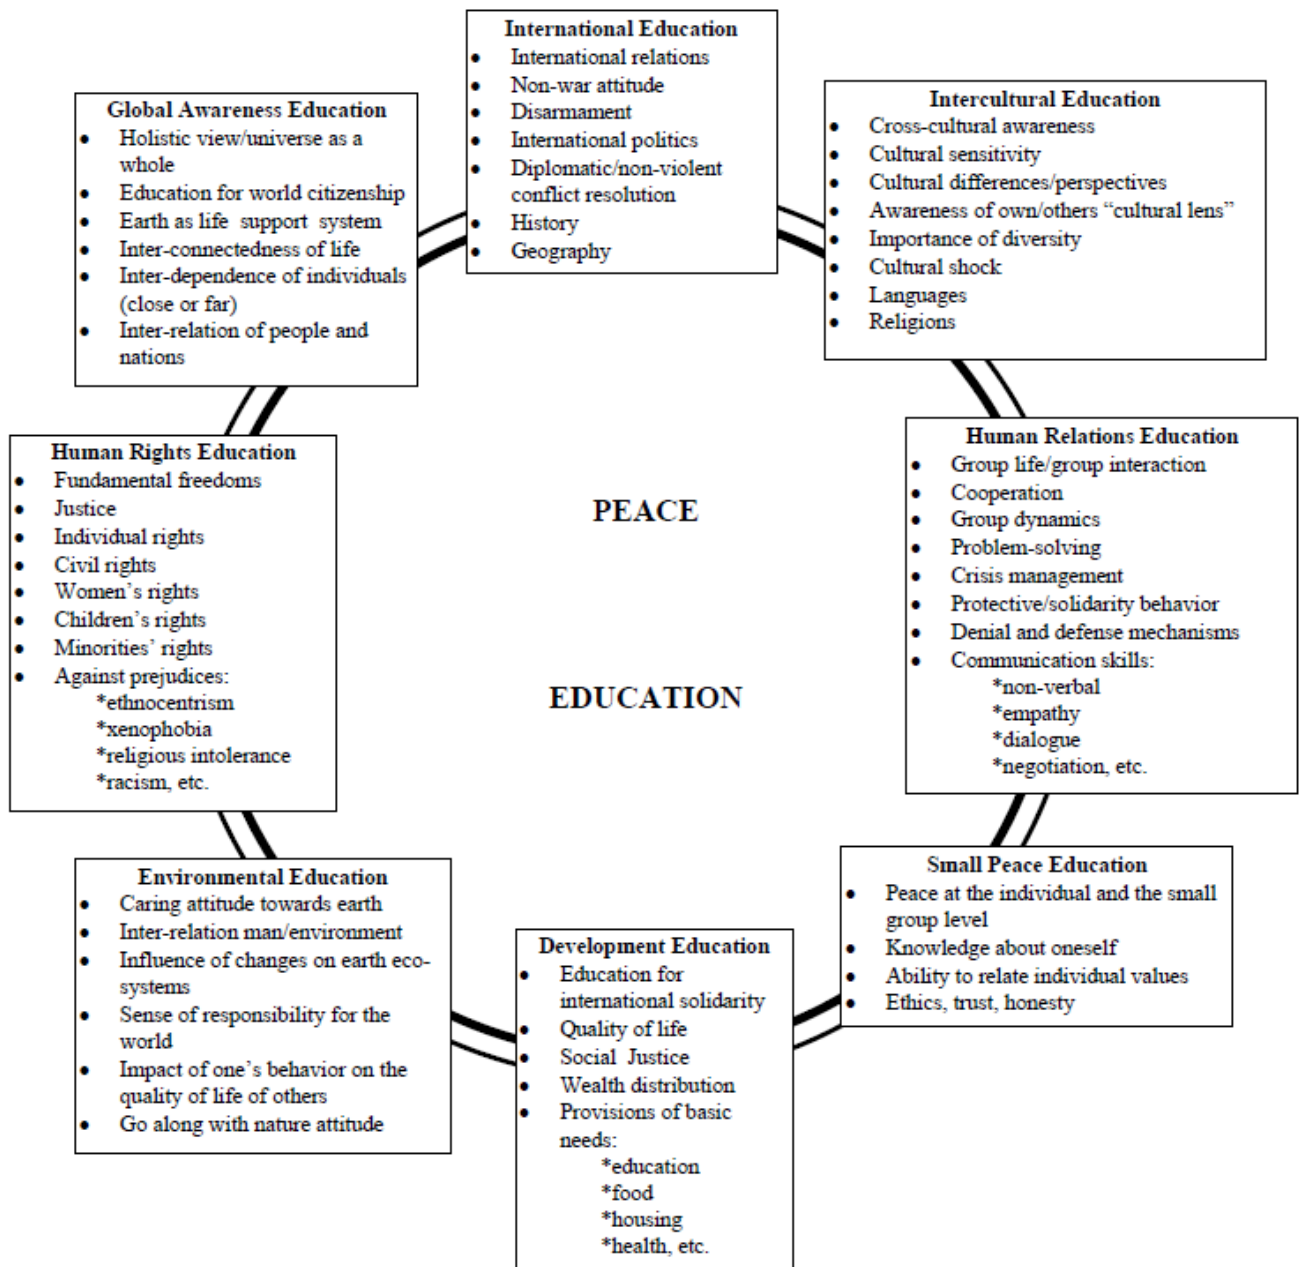 International Education
• International relations
• Non-war attitude
• Disarmament
• International politics
• Diplomatic/non-violent
conflict resolution
• History
• Geography
Global Awareness Education
• Holistic view/universe as a
whole
• Education for world citizenship
• Earth as life support system
• Inter-connectedness of life
• Inter-dependence of individuals
(close or far)
• Inter-relation of people and
nations
Intercultural Education
• Cross-cultural awareness
• Cultural sensitivity
• Cultural differences/perspectives
• Awareness of own/others “cultural lens”
• Importance of diversity
• Cultural shock
• Languages
• Religions
Human Rights Education
• Fundamental freedoms
• Justice
• Individual rights
• Civil rights
• Women’s rights
• Children’s rights
• Minorities’ rights
• Against prejudices:
*ethnocentrism
*xenophobia
*religious intolerance
*racism, etc.
PEACE
EDUCATION
Human Relations Education
• Group life/group interaction
• Cooperation
• Group dynamics
• Problem-solving
• Crisis management
• Protective/solidarity behavior
• Denial and defense mechanisms
• Communication skills:
*non-verbal
*empathy
*dialogue
*negotiation, etc.
Environmental Education
• Caring attitude towards earth
• Inter-relation man/environment
• Influence of changes on earth eco-
systems
• Sense of responsibility for the
world
• Impact of one’s behavior on the
quality of life of others
• Go along with nature attitude
Development Education
• Education for
international solidarity
• Quality of life
• Social Justice
• Wealth distribution
• Provisions of basic
needs:
*education
*food
*housing
*health, etc.
Small Peace Education
• Peace at the individual and the small
group level
• Knowledge about oneself
• Ability to relate individual values
• Ethics, trust, honesty